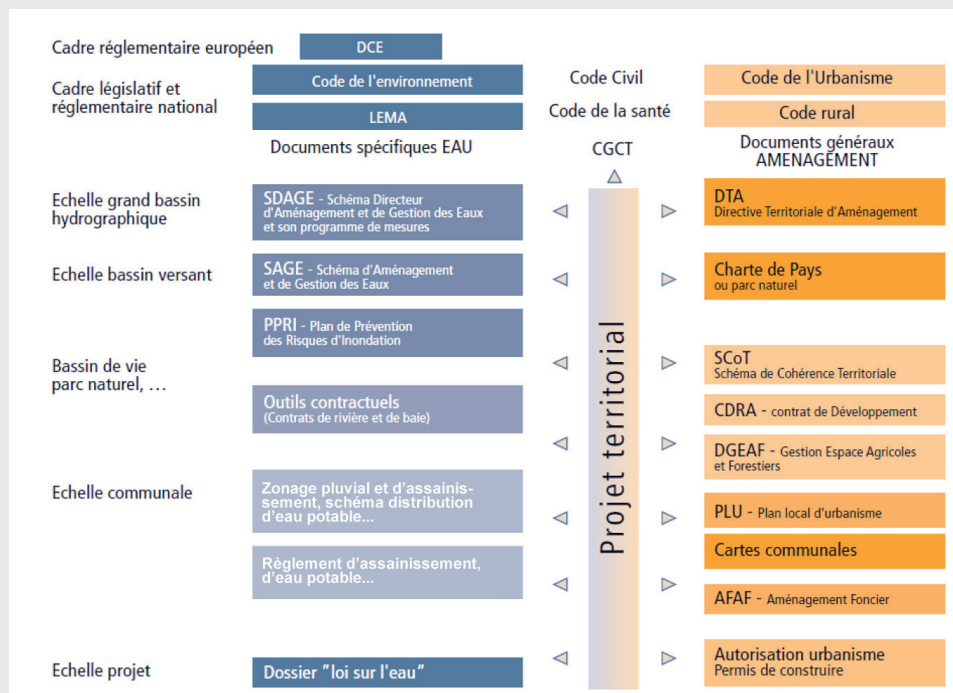 Cadre réglementaire européen
DCE
Cadre législatif et
réglementaire national
Code de l'environnement
Code Civil
Code de l'Urbanisme
LEMA
Code de la santé
Code rural
Documents spécifiques EAU
CGCT
Documents généraux
AMENAGEMENT
Echelle grand bassin
hydrographique
SDAGE - Schéma Directeur
d'Aménagement et de Gestion des Eaux
et son programme de mesures
DTA
Directive Territoriale d'Aménagement
Echelle bassin versant
SAGE - Schéma d'Aménagement
et de Gestion des Eaux
Charte de Pays
ou parc naturel
PPRI - Plan de Prévention
des Risques d'Inondation
Bassin de vie
parc naturel, ...
Projet territorial
SCoT
Schéma de Cohérence Territoriale
Outils contractuels
(Contrats de rivière et de baie)
CDRA - contrat de Développement
DGEAF - Gestion Espace Agricoles
et Forestiers
Echelle communale
Zonage pluvial et d'assainis-
sement, schéma distribution
d'eau potable...
PLU - Plan local d'urbanisme
Cartes communales
Règlement d'assainissement,
d'eau potable...
AFAF - Aménagement Foncier
Echelle projet
Dossier "loi sur l'eau"
Autorisation urbanisme
Permis de construire